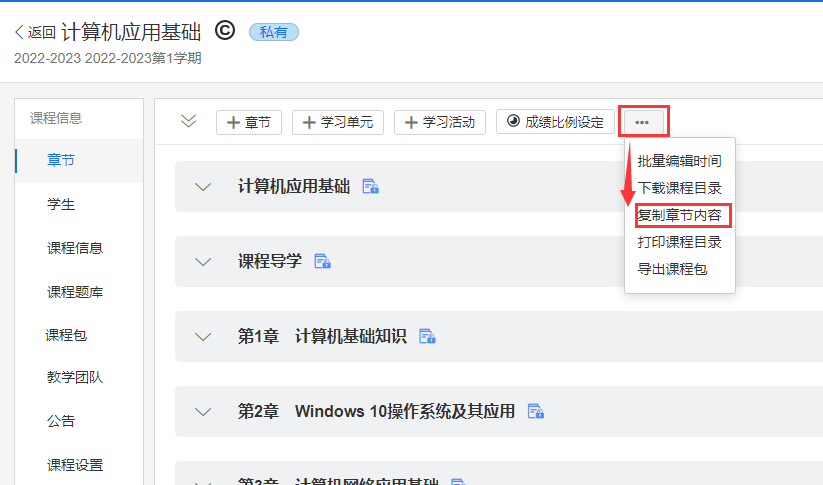 返回 计算机应用基础 © 私有
2022-2023 2022-2023第1学期
课程信息
章节
学生
课程信息
课程题库
课程包
教学团队
公告
课程设置
章节 学习单元 学习活动 成绩比例设定 •••
批量编辑时间
下载课程目录
复制章节内容
打印课程目录
导出课程包
计算机应用基础
课程导学
第1章 计算机基础知识
第2章 Windows 10操作系统及其应用
第3章 计算机网络应用基础